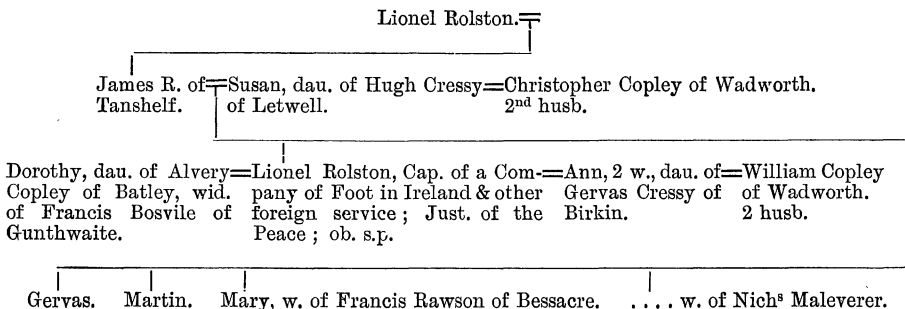 Lionel Rolston.
James R. of=Susan, dau. of Hugh Cressy=Christopher Copley of Wadworth.
Tanshelf. of Letwell. 2nd husb.
Dorothy, dau. of Alvery=Lionel Rolston, Cap. of a Com-=Ann, 2 w., dau. of=William Copley
Copley of Batley, wid. pany of Foot in Ireland & other Gervas Cressy of of Wadworth.
of Francis Bosvile of foreign service; Just. of the Birkin. 2 husb.
Gunthwaite. Peace; ob. s.p.
Gervas. Martin. Mary, w. of Francis Rawson of Bessacre. .... w. of Nichs Maleverer.